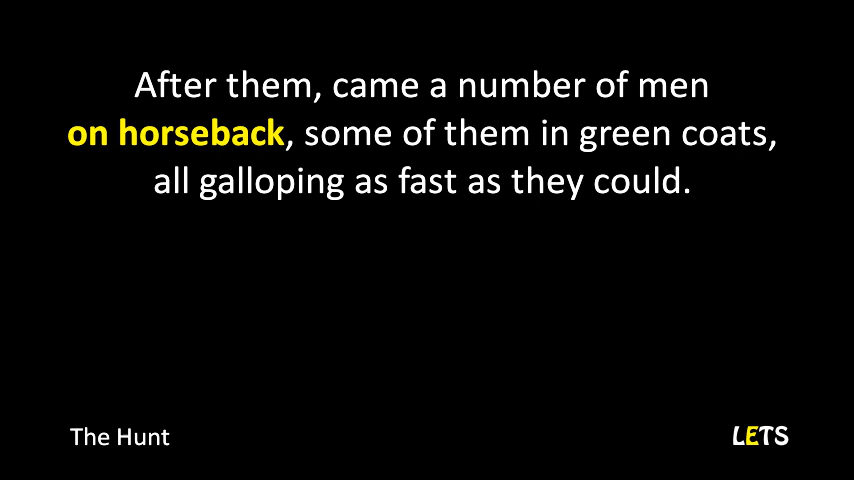 After them, came a number of men
on horseback, some of them in green coats,
all galloping as fast as they could.
The Hunt
LETS